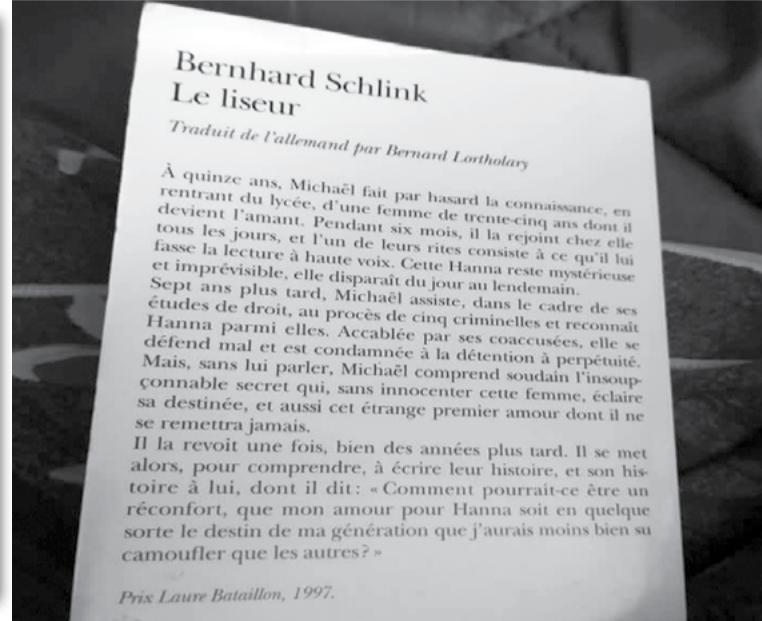 Bernhard Schlink
Le liseur
Traduit de l'allemand par Bernard Lortholary
À quinze ans, Michaël fait par hasard la connaissance, en
rentrant du lycée, d'une femme de trente-cinq ans dont il
devient l'amant. Pendant six mois, il la rejoint chez elle
tous les jours, et l'un de leurs rites consiste à ce qu'il lui
fasse la lecture à haute voix. Cette Hanna reste mystérieuse
et imprévisible, elle disparaît du jour au lendemain.
Sept ans plus tard, Michaël assiste, dans le cadre de ses
études de droit, au procès de cinq criminelles et reconnaît
Hanna parmi elles. Accablée par ses coaccusées, elle se
défend mal et est condamnée à la détention à perpétuité.
Mais, sans lui parler, Michaël comprend soudain l'insoup-
çonnable secret qui, sans innocenter cette femme, éclaire
sa destinée, et aussi cet étrange premier amour dont il ne
se remettra jamais.
Il la revoit une fois, bien des années plus tard. Il se met
alors, pour comprendre, à écrire leur histoire, et son his-
toire à lui, dont il dit : « Comment pourrait-ce être un
réconfort, que mon amour pour Hanna soit en quelque
sorte le destin de ma génération que j'aurais moins bien su
camoufler que les autres ? »
Prix Laure Bataillon, 1997.